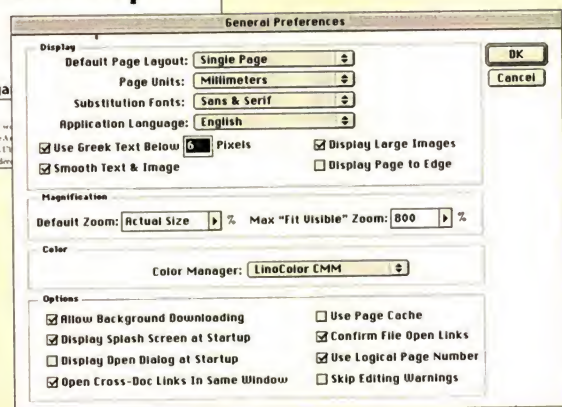 General Preferences
Display
Default Page Layout: Single Page
Page Units: Millimeters
Substitution Fonts: Sans & Serif
Application Language: English
Use Greek Text Below 6 Pixels
Display Large Images
Smooth Text & Image
Display Page to Edge
OK
Cancel
Magnification
Default Zoom: Actual Size %
Max "Fit Visible" Zoom: 800 %
Color
Color Manager: LinoColor CMM
Options
Allow Background Downloading
Use Page Cache
Display Splash Screen at Startup
Confirm File Open Links
Display Open Dialog at Startup
Use Logical Page Number
Open Cross-Doc Links In Same Window
Skip Editing Warnings